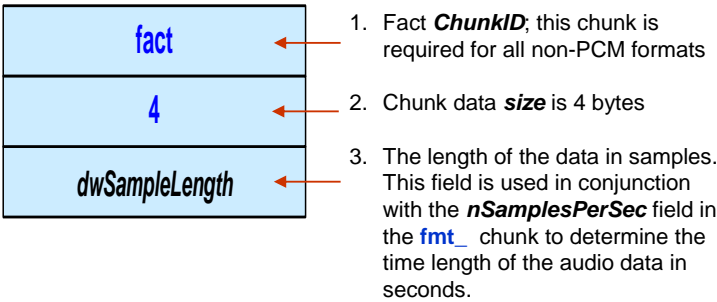 fact
1. Fact ChunkID; this chunk is
required for all non-PCM formats
4
2. Chunk data size is 4 bytes
dwSampleLength
3. The length of the data in samples.
This field is used in conjunction
with the nSamplesPerSec field in
the fmt_ chunk to determine the
time length of the audio data in
seconds.